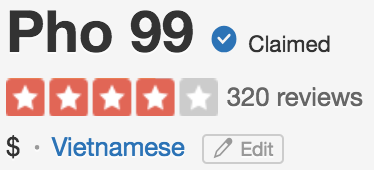 Pho 99 Claimed
320 reviews
$ · Vietnamese Edit